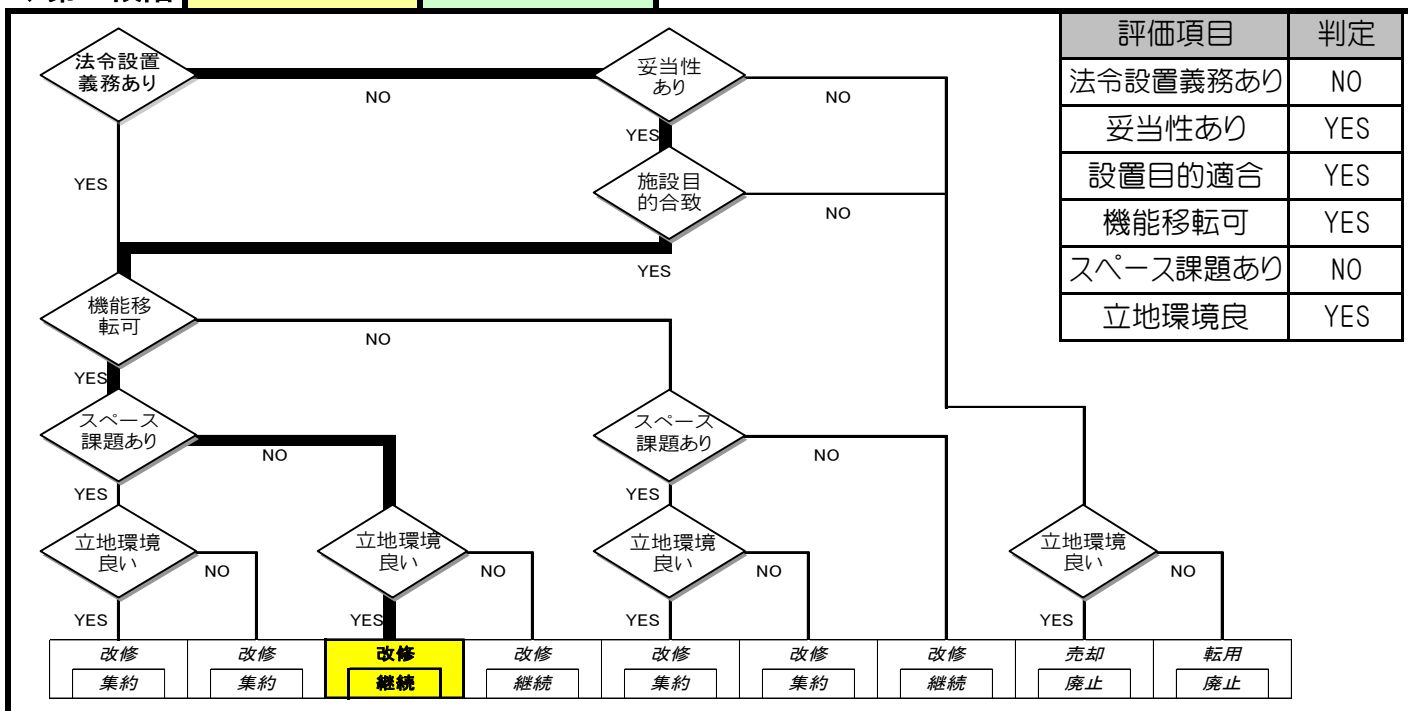 法令設置
義務あり
NO
妥当性
あり
NO
YES
YES
施設目
的合致
NO
YES
機能移
転可
NO
YES
スペース
課題あり
NO
スペース
課題あり
NO
YES
YES
立地環境
良い
NO
YES
立地環境
良い
NO
YES
立地環境
良い
NO
YES
立地環境
良い
NO
YES
改修 改修 改修 改修 改修 改修 改修 売却 転用
集約 集約 継続 継続 集約 集約 継続 廃止 廃止
評価項目 判定
法令設置義務あり NO
妥当性あり YES
設置目的適合 YES
機能移転可 YES
スペース課題あり NO
立地環境良 YES